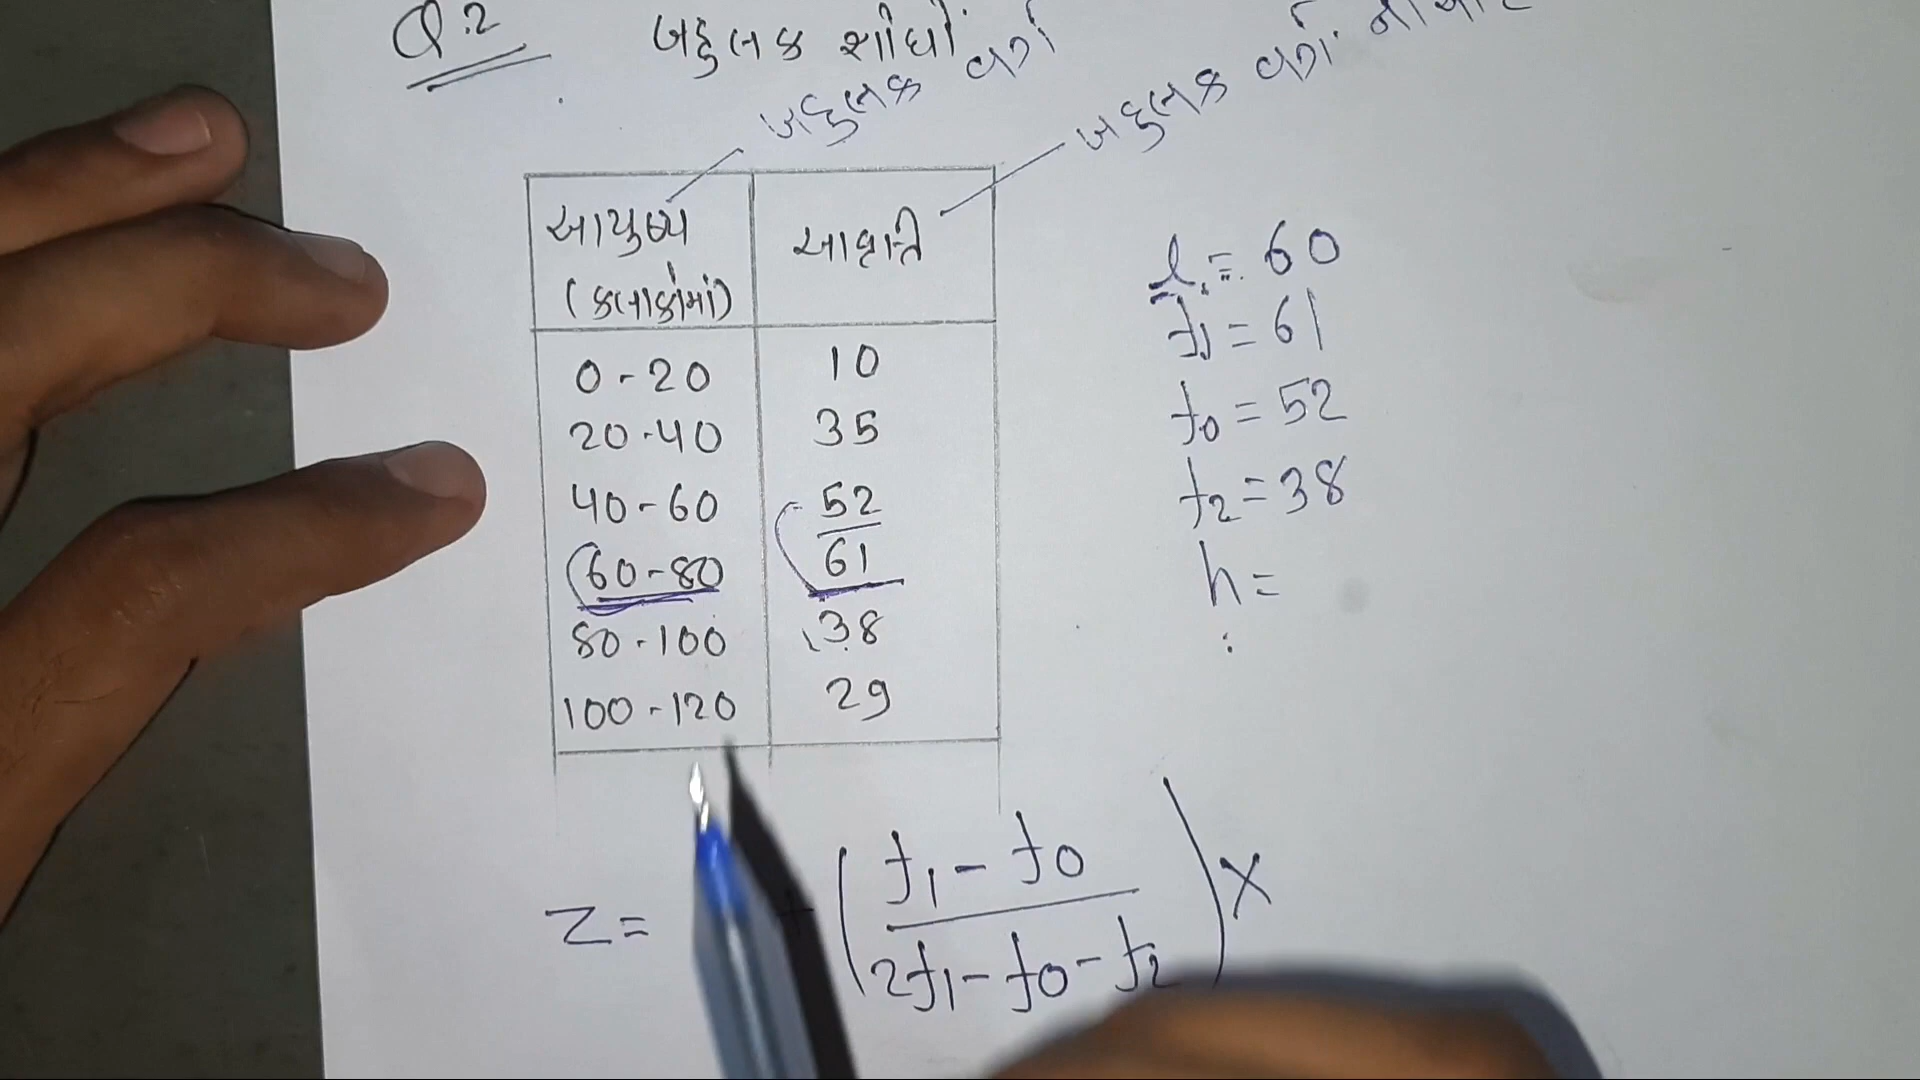 Q.2 બહુલક શોધો.
બહુલક વર્ગ
બહુલક વર્ગ ની
આયુષ્ય
(કલાકોમાં)
આવૃત્તિ
0-20 10
20-40 35
40-60 52
60-80 61
80-100 38
100-120 29
l = 60
f1 = 61
f0 = 52
f2 = 38
h =
Z = + ( f1 - f0
2f1 - f0 - f2 ) X